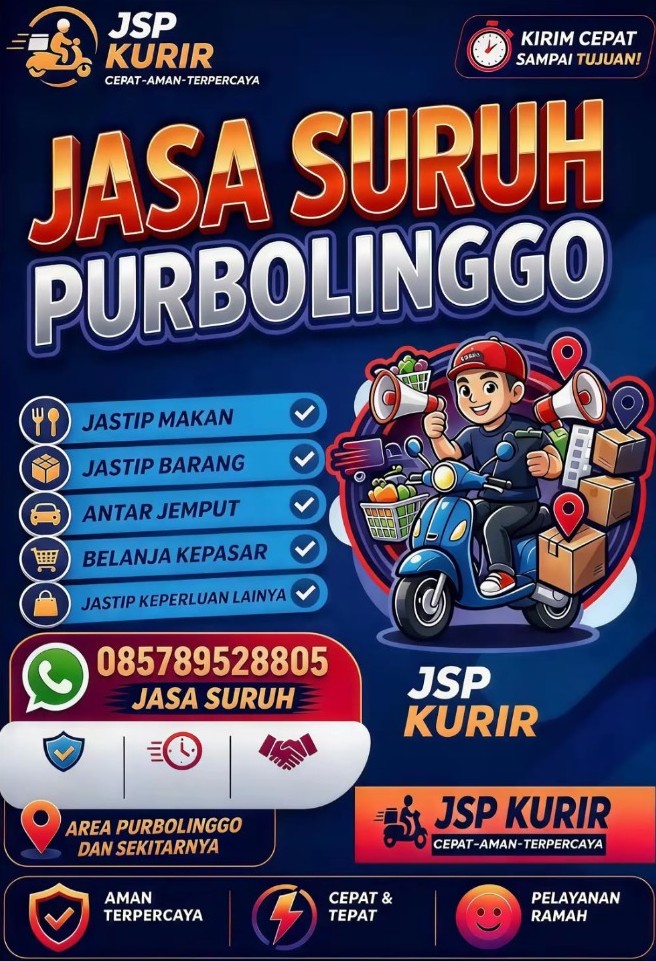 JSP
KURIR
CEPAT-AMAN-TERPERCAYA
KIRIM CEPAT
SAMPAI TUJUAN!
JASA SURUH
PURBOLINGGO
JASTIP MAKAN
JASTIP BARANG
ANTAR JEMPUT
BELANJA KEPASAR
JASTIP KEPERLUAN LAINYA
085789528805
JASA SURUH
JSP
KURIR
AREA PURBOLINGGO
DAN SEKITARNYA
JSP KURIR
CEPAT-AMAN-TERPERCAYA
AMAN
TERPERCAYA
CEPAT &
TEPAT
PELAYANAN
RAMAH